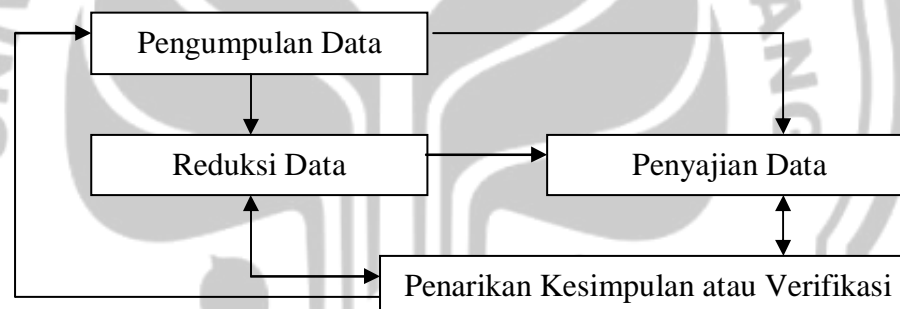 Pengumpulan Data
Reduksi Data
Penyajian Data
Penarikan Kesimpulan atau Verifikasi